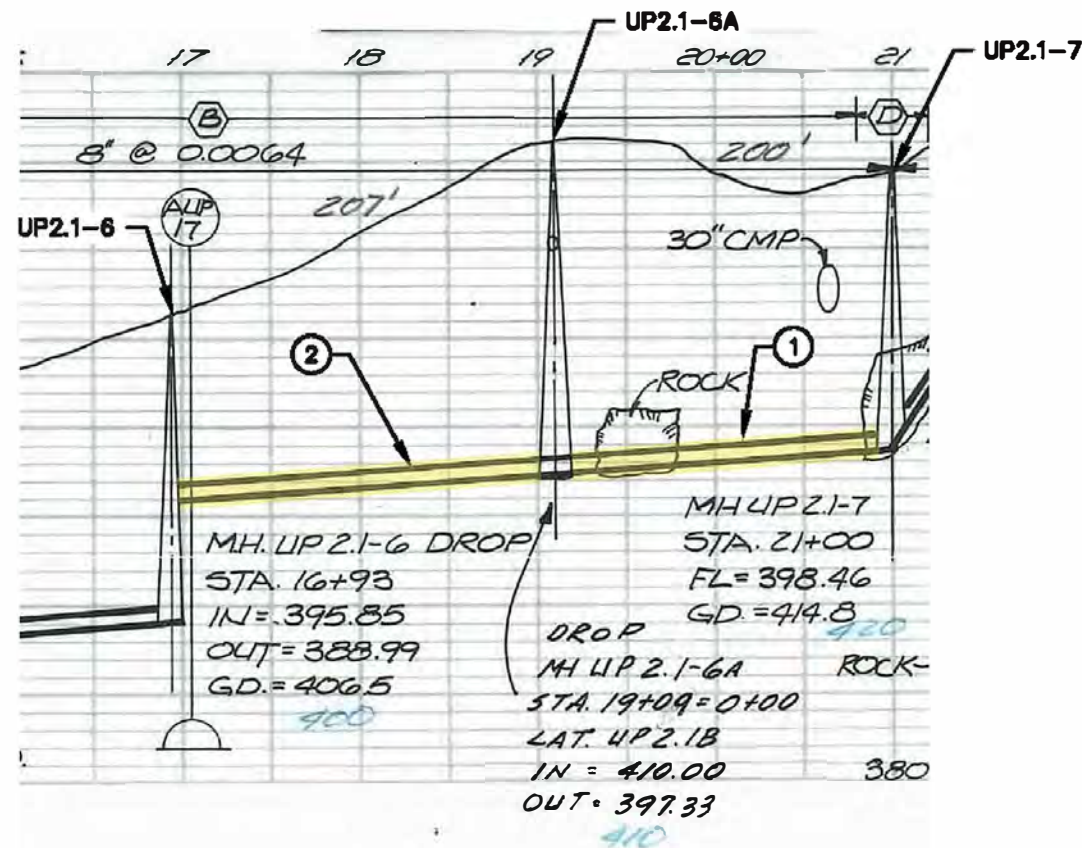 UP2.1-6A
17 18 19 20+00 21
UP2.1-7
B
D
8" @ 0.0064
200'
AUP
17
207'
UP2.1-6
30" CMP
2
1
ROCK
M.H. UP 2.1-6 DROP
STA. 16+93
IN = 395.85
OUT = 388.99
GD. = 406.5
400
MH UP 2.1-7
STA. 21+00
FL = 398.46
GD. = 414.8
420
ROCK-
DROP
MH UP 2.1-6A
STA. 19+09 = 0+00
LAT. UP 2.1B
IN = 410.00
OUT = 397.33
410
380